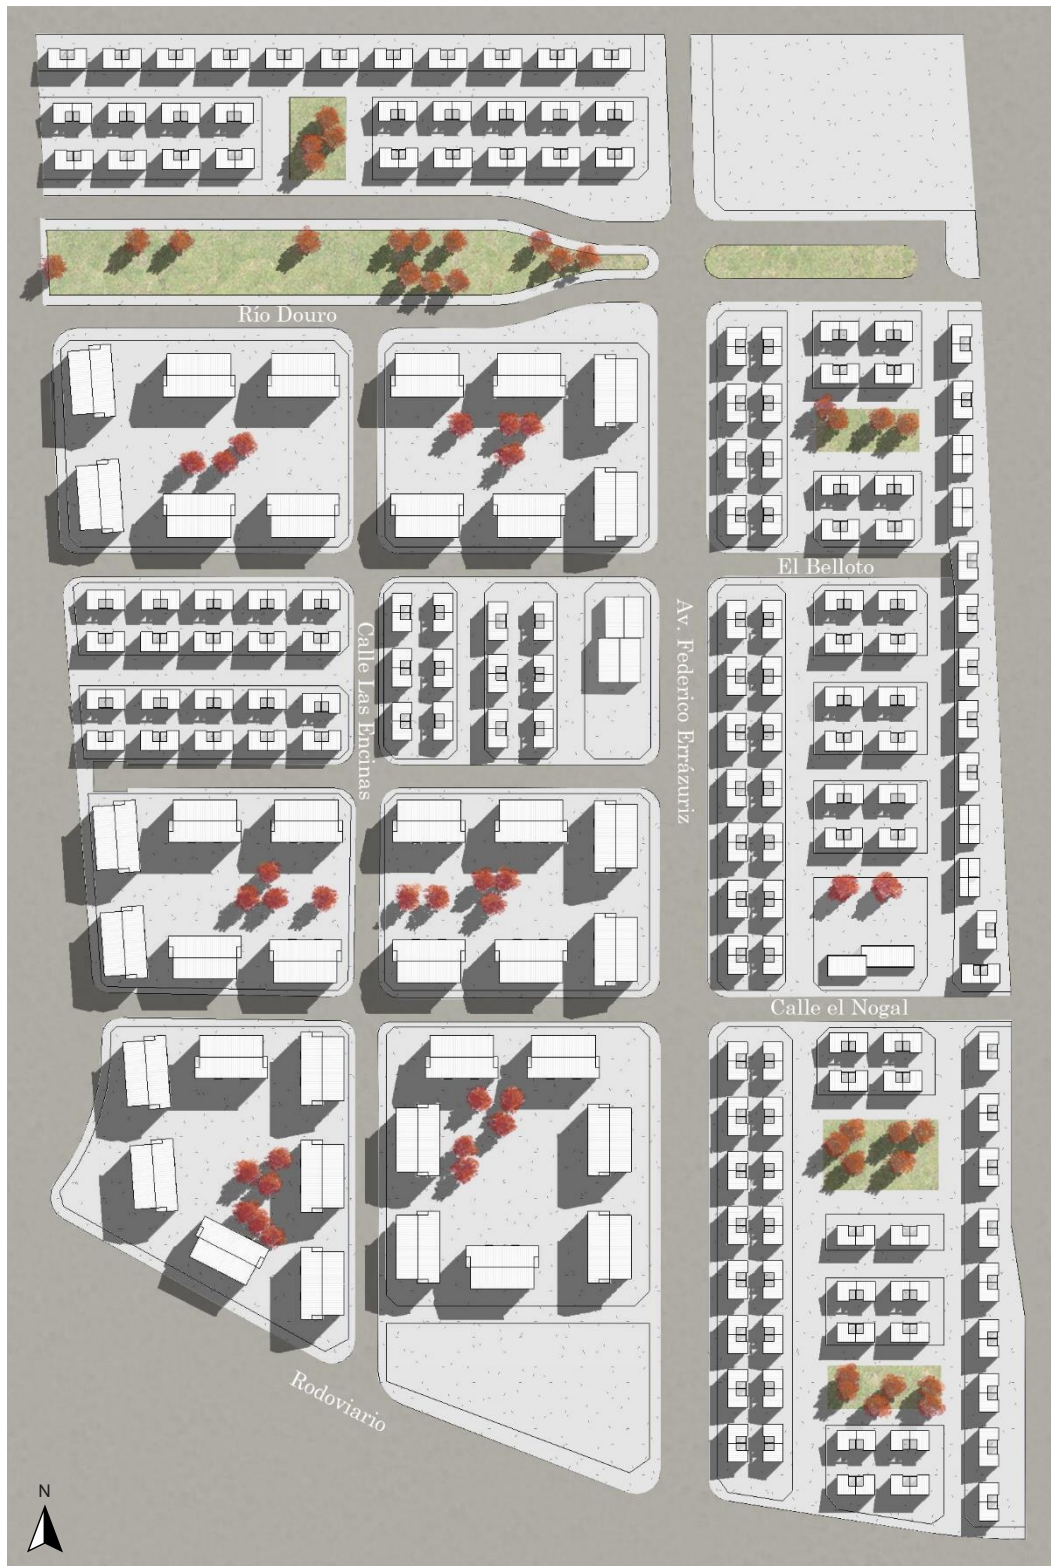 Río Douro
El Belloto
Calle Las Encinas
Av. Federico Errázuriz
Calle el Nogal
Rodoviario
N